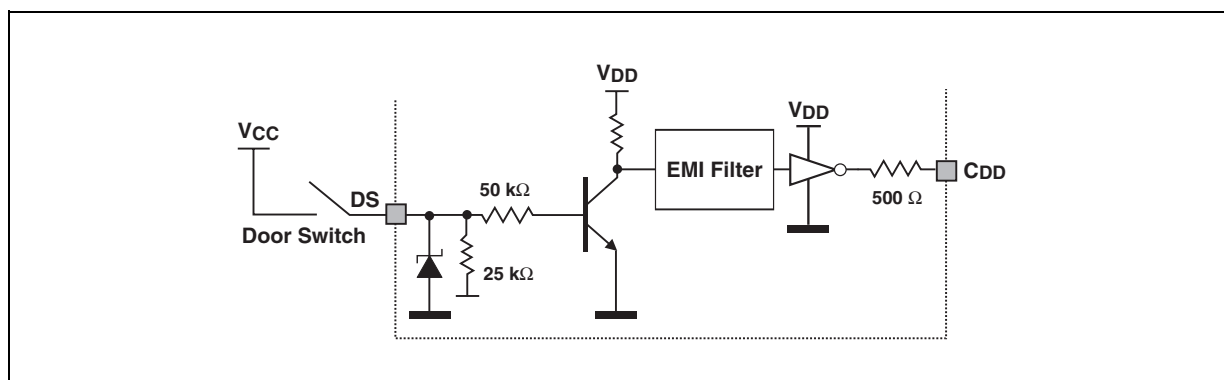 VDD
VCC
VDD
DS
50 kΩ
EMI Filter
CDD
Door Switch
500 Ω
25 kΩ